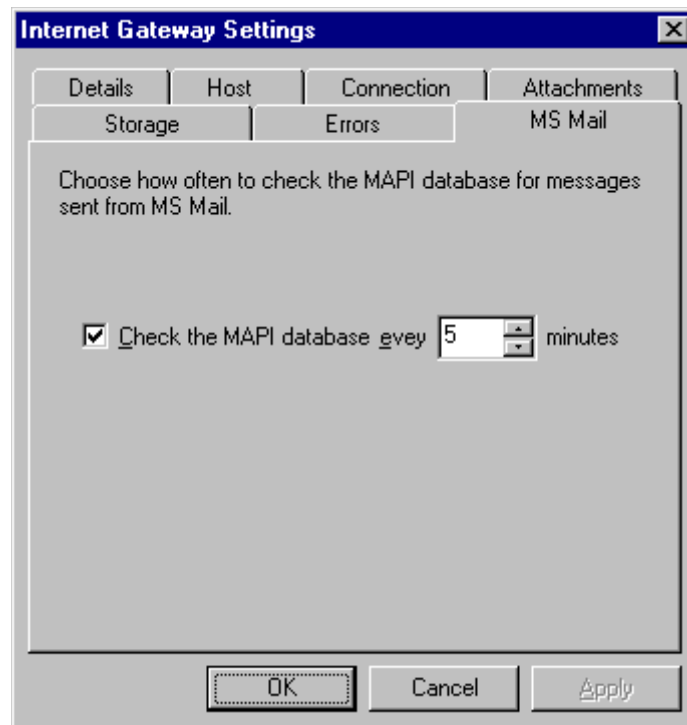 Internet Gateway Settings
Details Host Connection Attachments
Storage Errors MS Mail
Choose how often to check the MAPI database for messages
sent from MS Mail.
Check the MAPI database evey 5 minutes
OK Cancel Apply